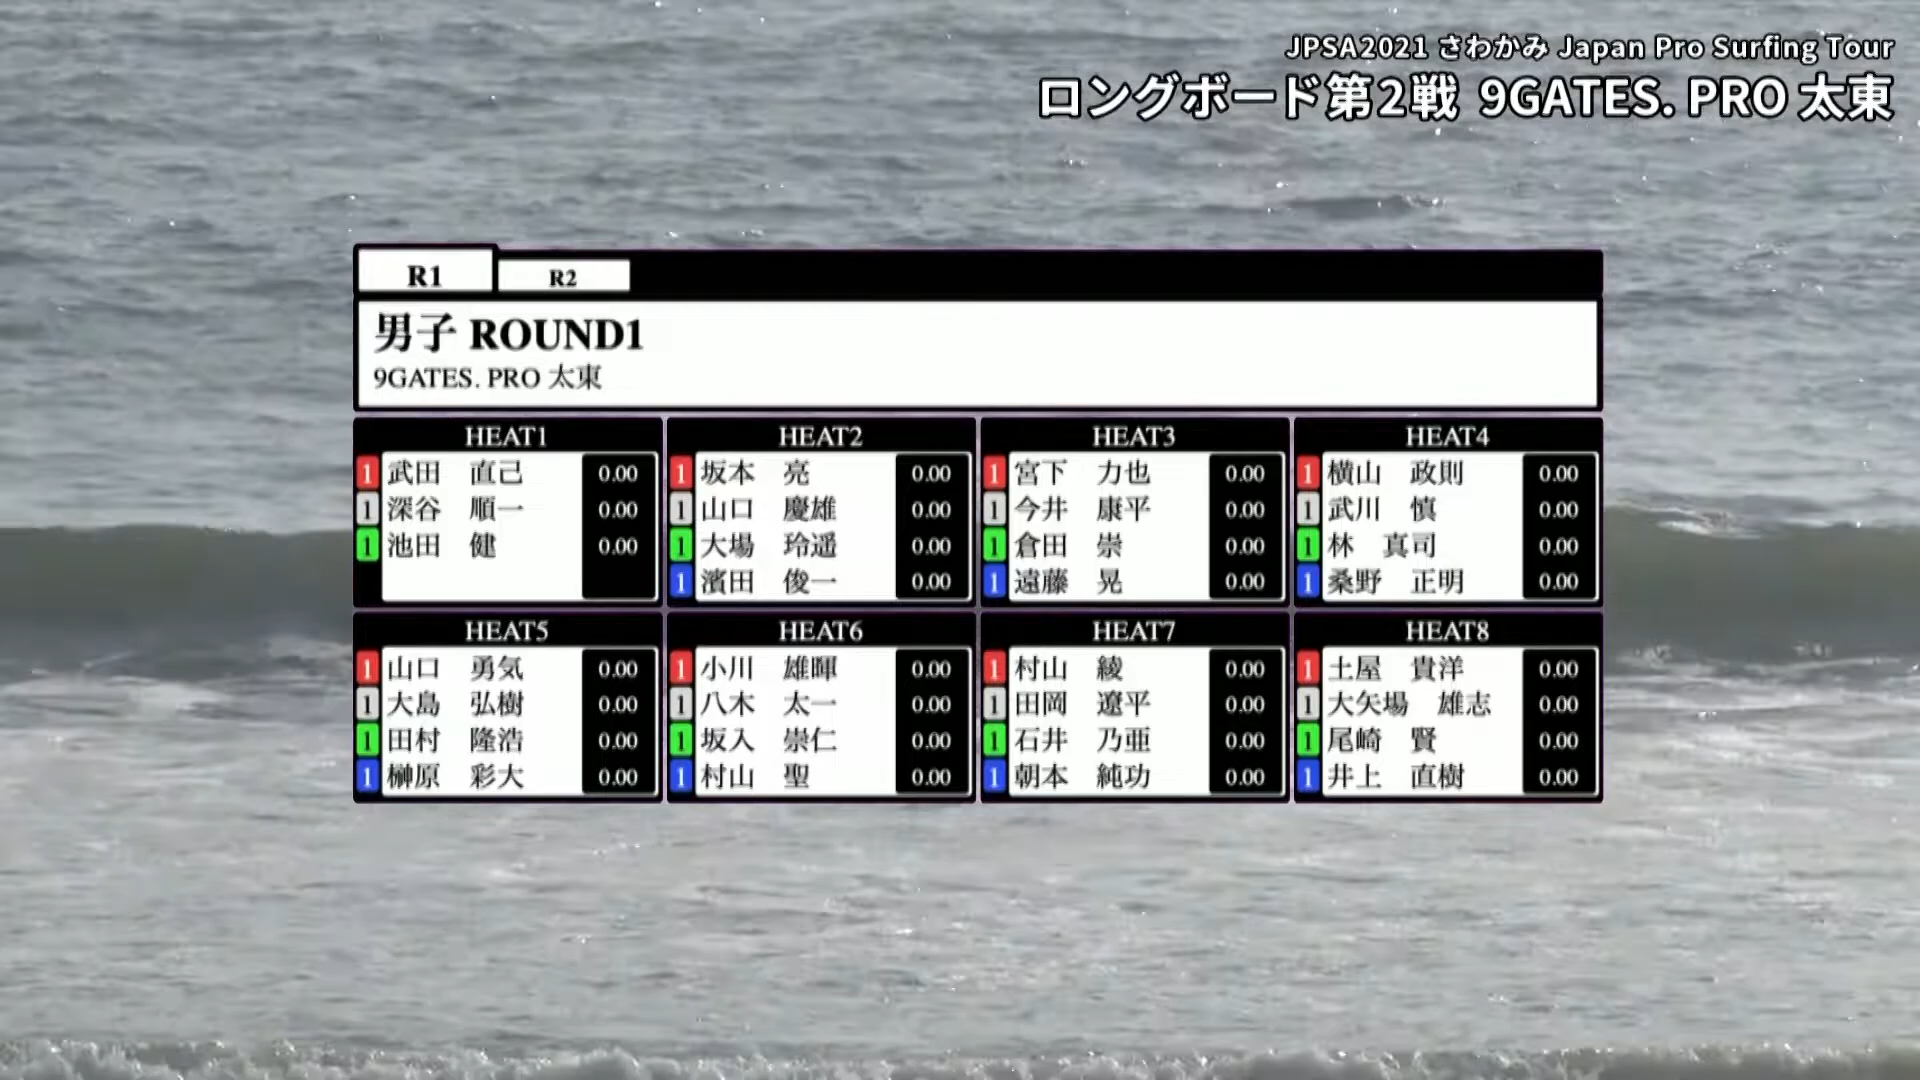 JPSA2021 さわかみ Japan Pro Surfing Tour
ロングボード第2戦 9GATES. PRO 太東
R1 R2
男子 ROUND1
9GATES. PRO 太東
HEAT1
1 武田 直己 0.00
1 深谷 順一 0.00
1 池田 健 0.00
HEAT2
1 坂本 亮 0.00
1 山口 慶雄 0.00
1 大場 玲遥 0.00
1 濱田 俊一 0.00
HEAT3
1 宮下 力也 0.00
1 今井 康平 0.00
1 倉田 崇 0.00
1 遠藤 晃 0.00
HEAT4
1 横山 政則 0.00
1 武川 慎 0.00
1 林 真司 0.00
1 桑野 正明 0.00
HEAT5
1 山口 勇気 0.00
1 大島 弘樹 0.00
1 田村 隆浩 0.00
1 榊原 彩大 0.00
HEAT6
1 小川 雄暉 0.00
1 八木 太一 0.00
1 坂入 崇仁 0.00
1 村山 聖 0.00
HEAT7
1 村山 綾 0.00
1 田岡 遼平 0.00
1 石井 乃亜 0.00
1 朝本 純功 0.00
HEAT8
1 土屋 貴洋 0.00
1 大矢場 雄志 0.00
1 尾崎 賢 0.00
1 井上 直樹 0.00